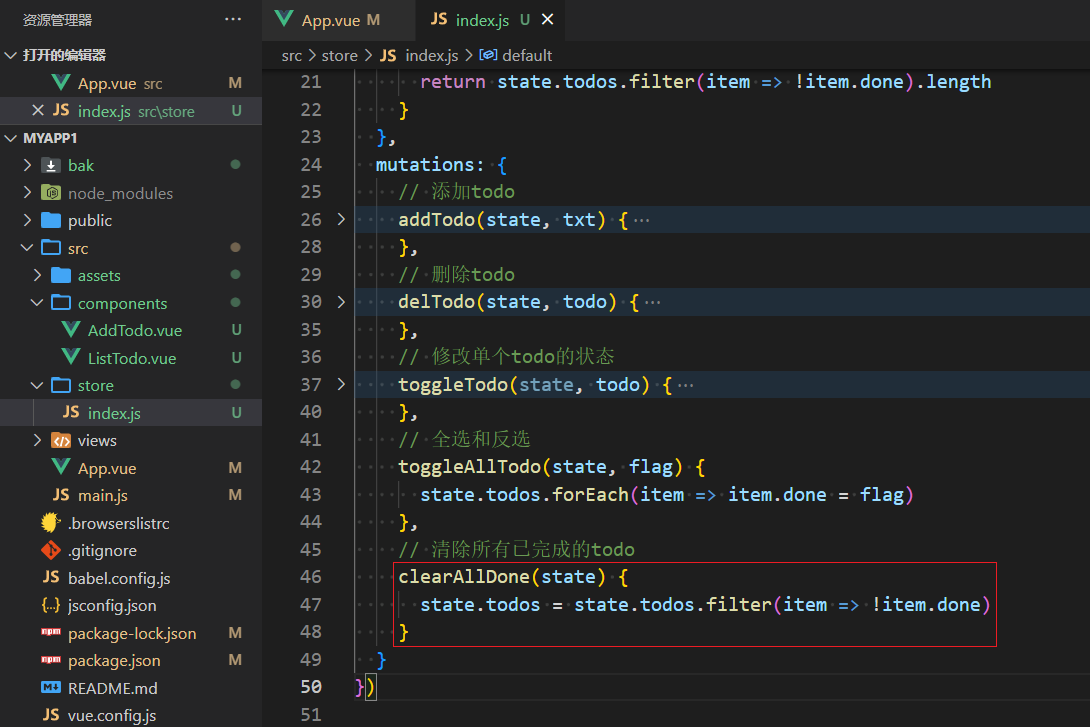 资源管理器 ···
打开的编辑器
App.vue src M
index.js src\store U
MYAPP1
bak
node_modules
public
src
assets
components
AddTodo.vue U
ListTodo.vue U
store
JS index.js U
views
App.vue M
JS main.js M
.browserslistrc
.gitignore
JS babel.config.js
{..} jsconfig.json
npm package-lock.json M
npm package.json M
M↓ README.md
JS vue.config.js
App.vue M JS index.js U
src > store > JS index.js > default
21 return state.todos.filter(item => !item.done).length
22 }
23 },
24 mutations: {
25 // 添加todo
26 addTodo(state, txt) { ···
28 },
29 // 删除todo
30 delTodo(state, todo) { ···
35 },
36 // 修改单个todo的状态
37 toggleTodo(state, todo) { ···
40 },
41 // 全选和反选
42 toggleAllTodo(state, flag) {
43 state.todos.forEach(item => item.done = flag)
44 },
45 // 清除所有已完成的todo
46 clearAllDone(state) {
47 state.todos = state.todos.filter(item => !item.done)
48 }
49 }
50 })
51